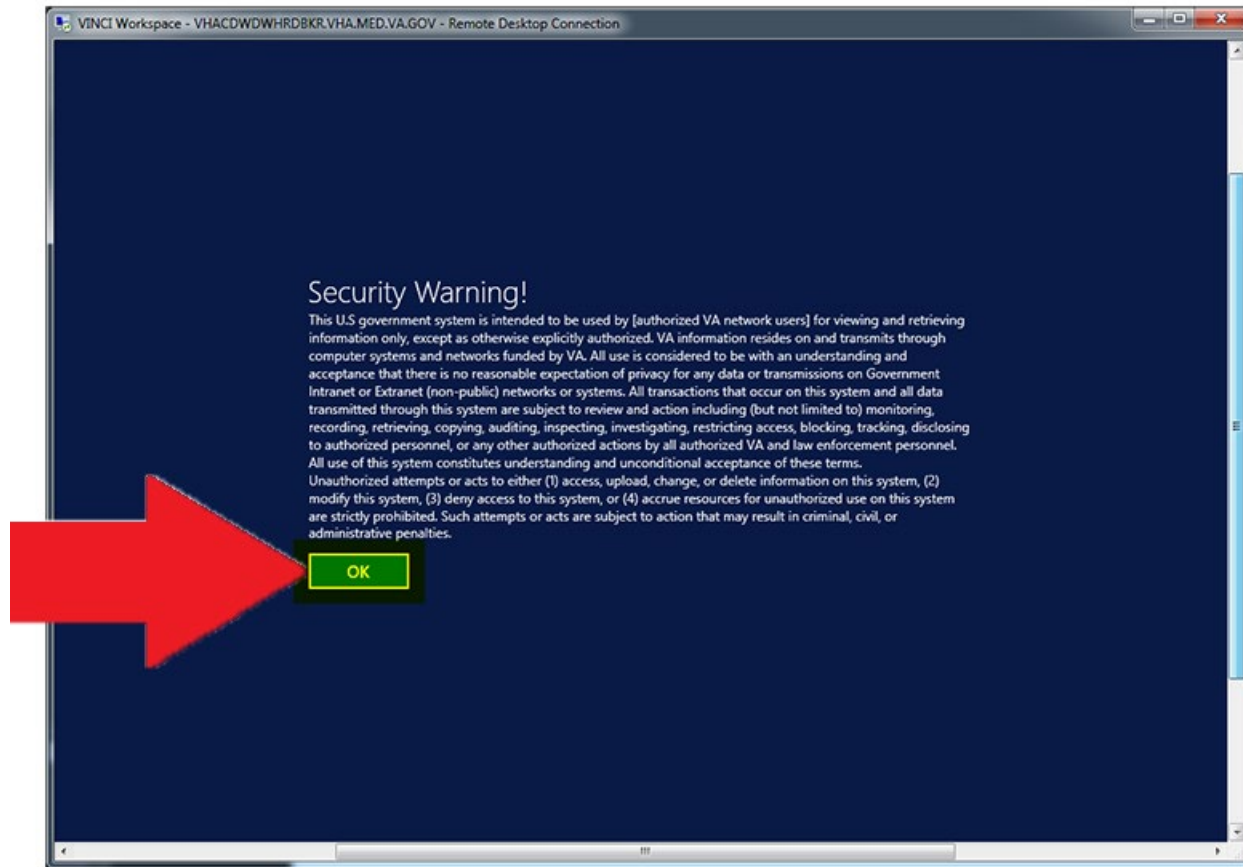 VINCI Workspace - VHACDWDWHRDBKR.VHA.MED.VA.GOV - Remote Desktop Connection
Security Warning!
This U.S government system is intended to be used by [authorized VA network users] for viewing and retrieving
information only, except as otherwise explicitly authorized. VA information resides on and transmits through
computer systems and networks funded by VA. All use is considered to be with an understanding and
acceptance that there is no reasonable expectation of privacy for any data or transmissions on Government
Intranet or Extranet (non-public) networks or systems. All transactions that occur on this system and all data
transmitted through this system are subject to review and action including (but not limited to) monitoring,
recording, retrieving, copying, auditing, inspecting, investigating, restricting access, blocking, tracking, disclosing
to authorized personnel, or any other authorized actions by all authorized VA and law enforcement personnel.
All use of this system constitutes understanding and unconditional acceptance of these terms.
Unauthorized attempts or acts to either (1) access, upload, change, or delete information on this system, (2)
modify this system, (3) deny access to this system, or (4) accrue resources for unauthorized use on this system
are strictly prohibited. Such attempts or acts are subject to action that may result in criminal, civil, or
administrative penalties.
OK